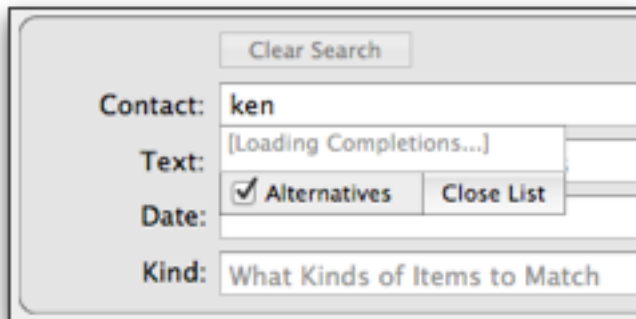 Clear Search
Contact: ken
[Loading Completions...]
Text:
Alternatives Close List
Date:
Kind: What Kinds of Items to Match